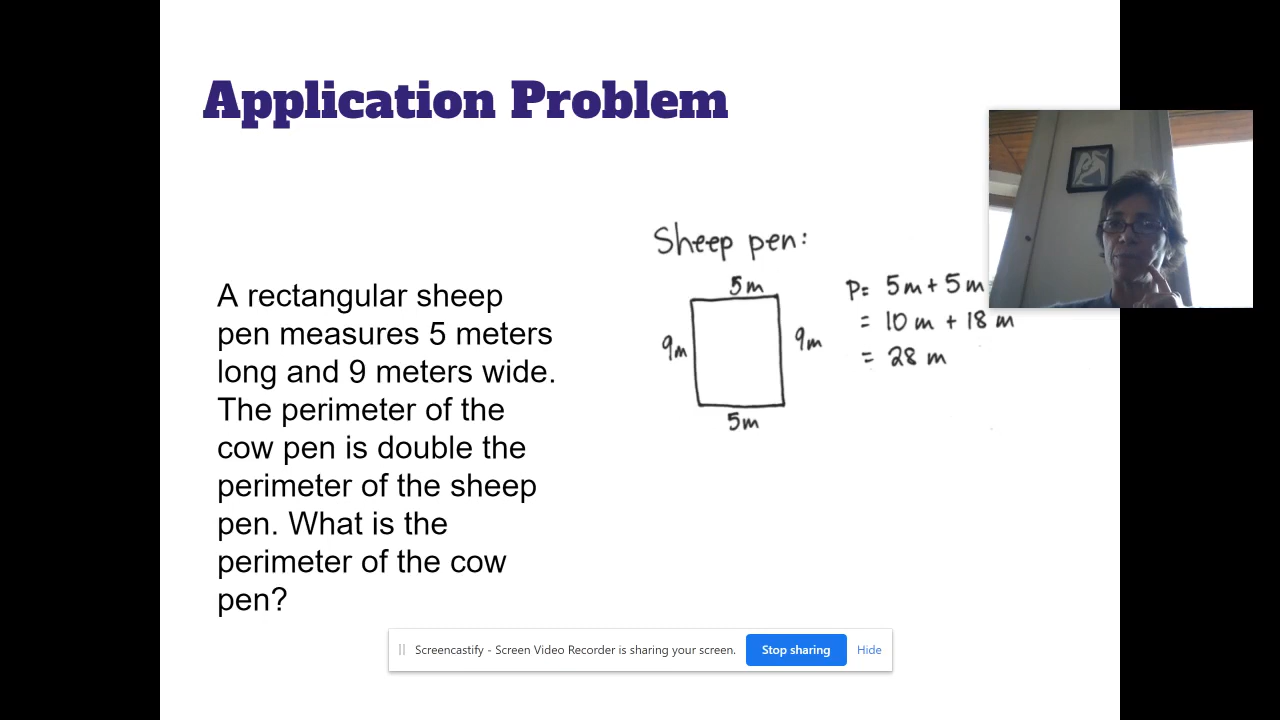 Application Problem
A rectangular sheep
pen measures 5 meters
long and 9 meters wide.
The perimeter of the
cow pen is double the
perimeter of the sheep
pen. What is the
perimeter of the cow
pen?
Sheep pen:
5m
9m
9m
5m
P= 5m + 5m
= 10 m + 18 m
= 28 m
Screencastify - Screen Video Recorder is sharing your screen.
Stop sharing
Hide